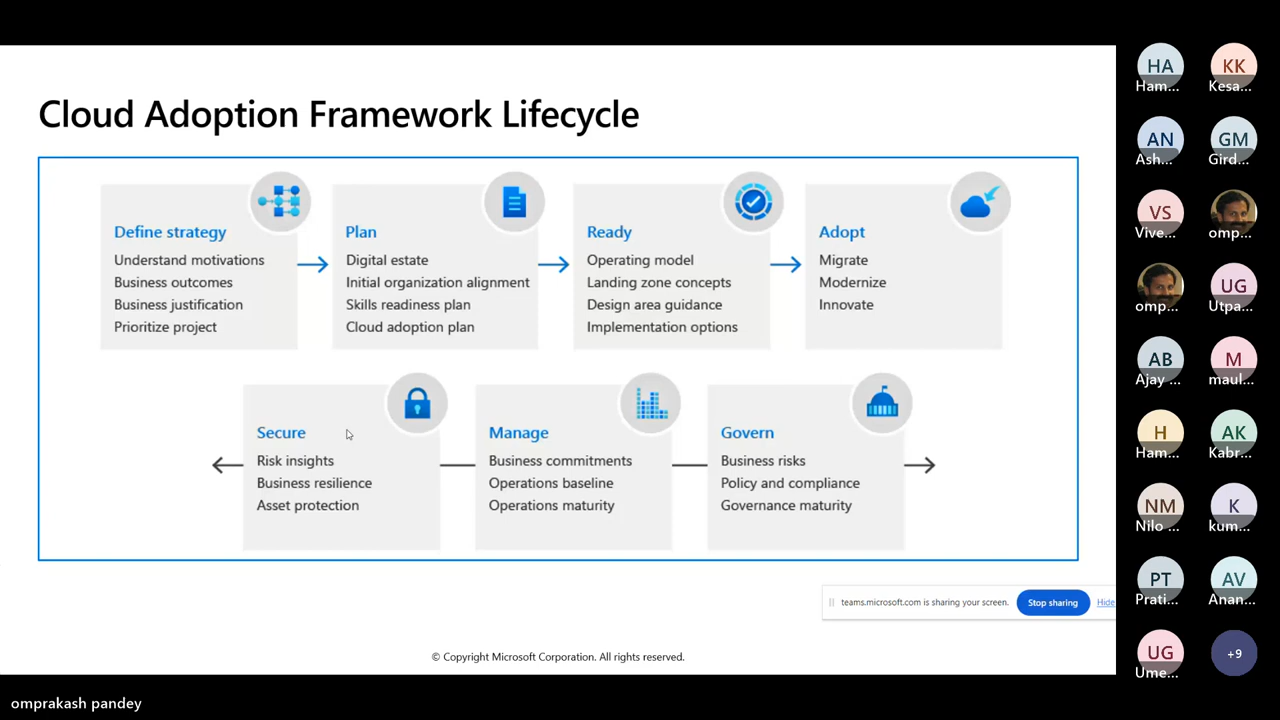 Cloud Adoption Framework Lifecycle
Define strategy
Understand motivations
Business outcomes
Business justification
Prioritize project
Plan
Digital estate
Initial organization alignment
Skills readiness plan
Cloud adoption plan
Ready
Operating model
Landing zone concepts
Design area guidance
Implementation options
Adopt
Migrate
Modernize
Innovate
Secure
Risk insights
Business resilience
Asset protection
Manage
Business commitments
Operations baseline
Operations maturity
Govern
Business risks
Policy and compliance
Governance maturity
teams.microsoft.com is sharing your screen.
Stop sharing
Hide
© Copyright Microsoft Corporation. All rights reserved.
omprakash pandey
HA
Ham...
KK
Kesa...
AN
Ash...
GM
Gird...
VS
Vive...
omp...
omp...
UG
Utpa...
AB
Ajay ...
M
maul...
H
Ham...
AK
Kabr...
NM
Nilo ...
K
kum...
PT
Prati...
AV
Anan...
UG
Ume...
+9